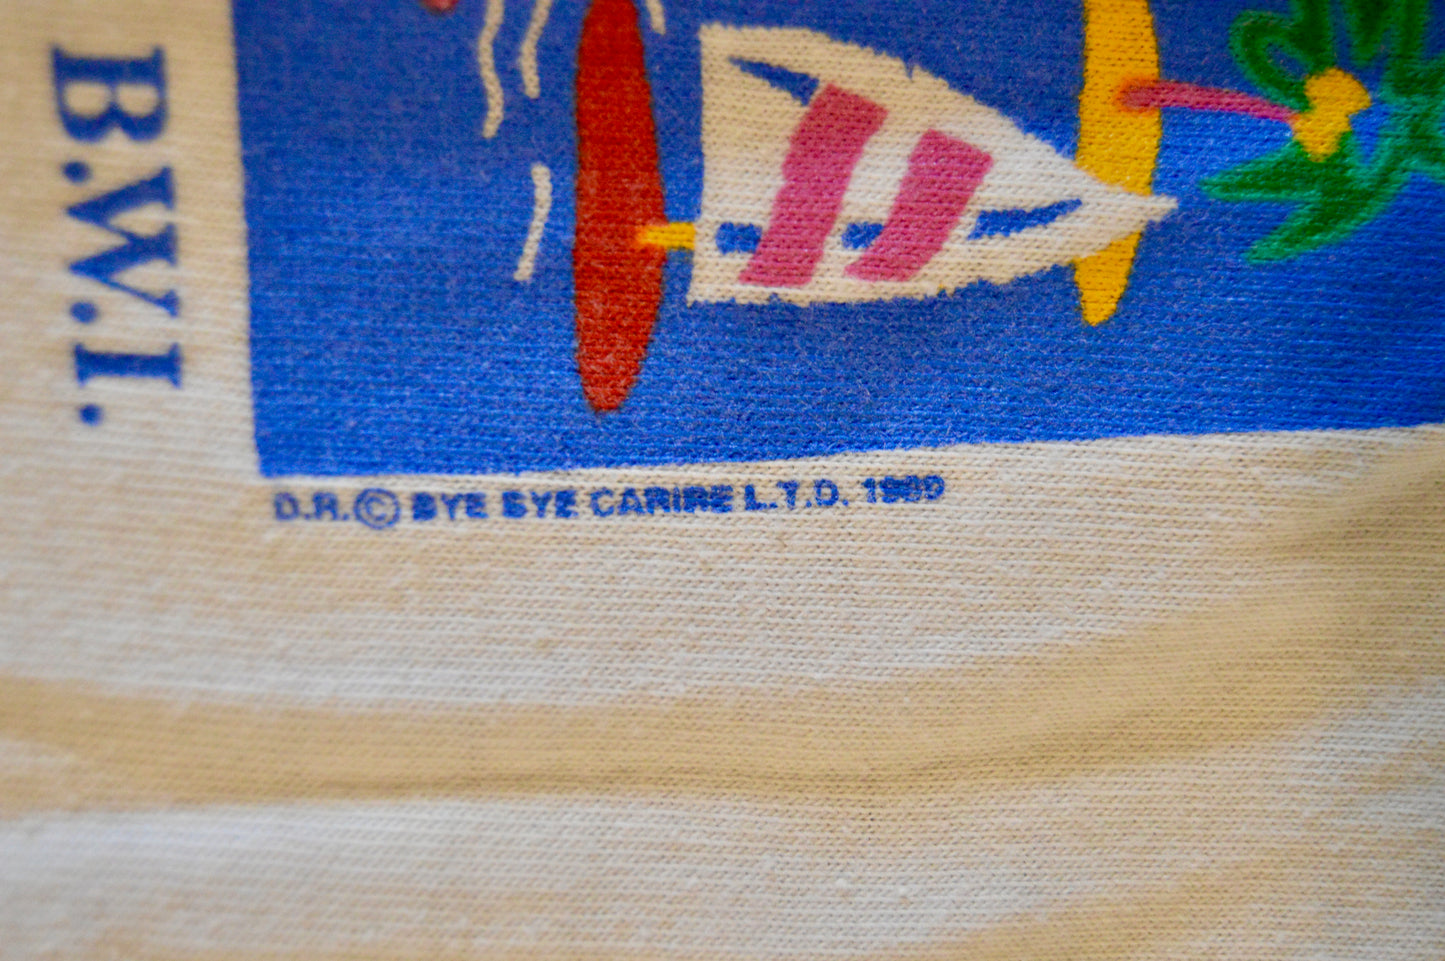 B.W.I.
D.R. © BYE BYE CARIBE L.T.D. 1989